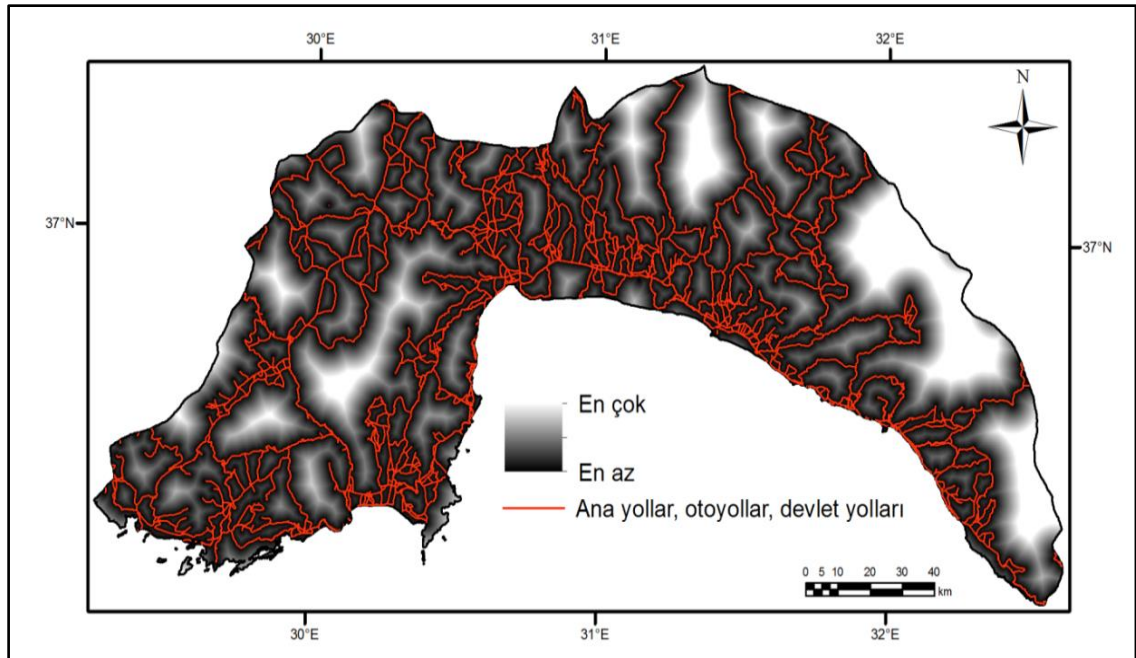 30°E 31°E 32°E
N
37°N 37°N
En çok
En az
Ana yollar, otoyollar, devlet yolları
0 5 10 20 30 40
km
30°E 31°E 32°E